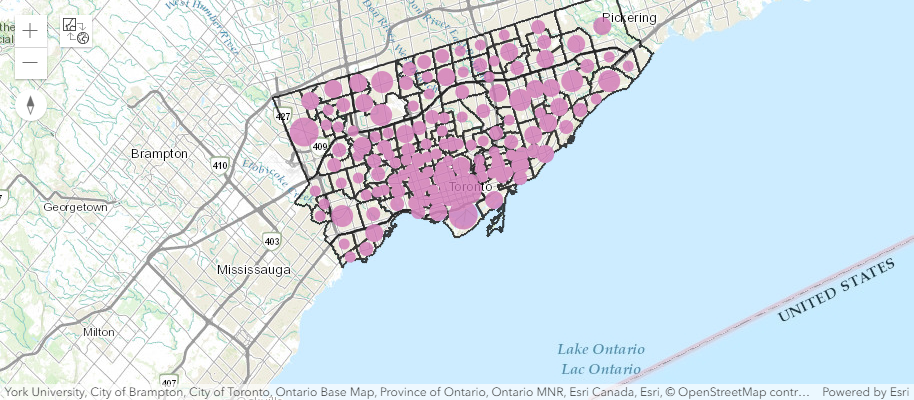 the
cial
West Humber River
Don River W
Don River
Pickering
427
409
Brampton
410
Etobicoke
Georgetown
Toronto
403
Mississauga
Milton
407
UNITED STATES
Lake Ontario
Lac Ontario
York University, City of Brampton, City of Toronto, Ontario Base Map, Province of Ontario, Ontario MNR, Esri Canada, Esri, © OpenStreetMap contr... Powered by Esri